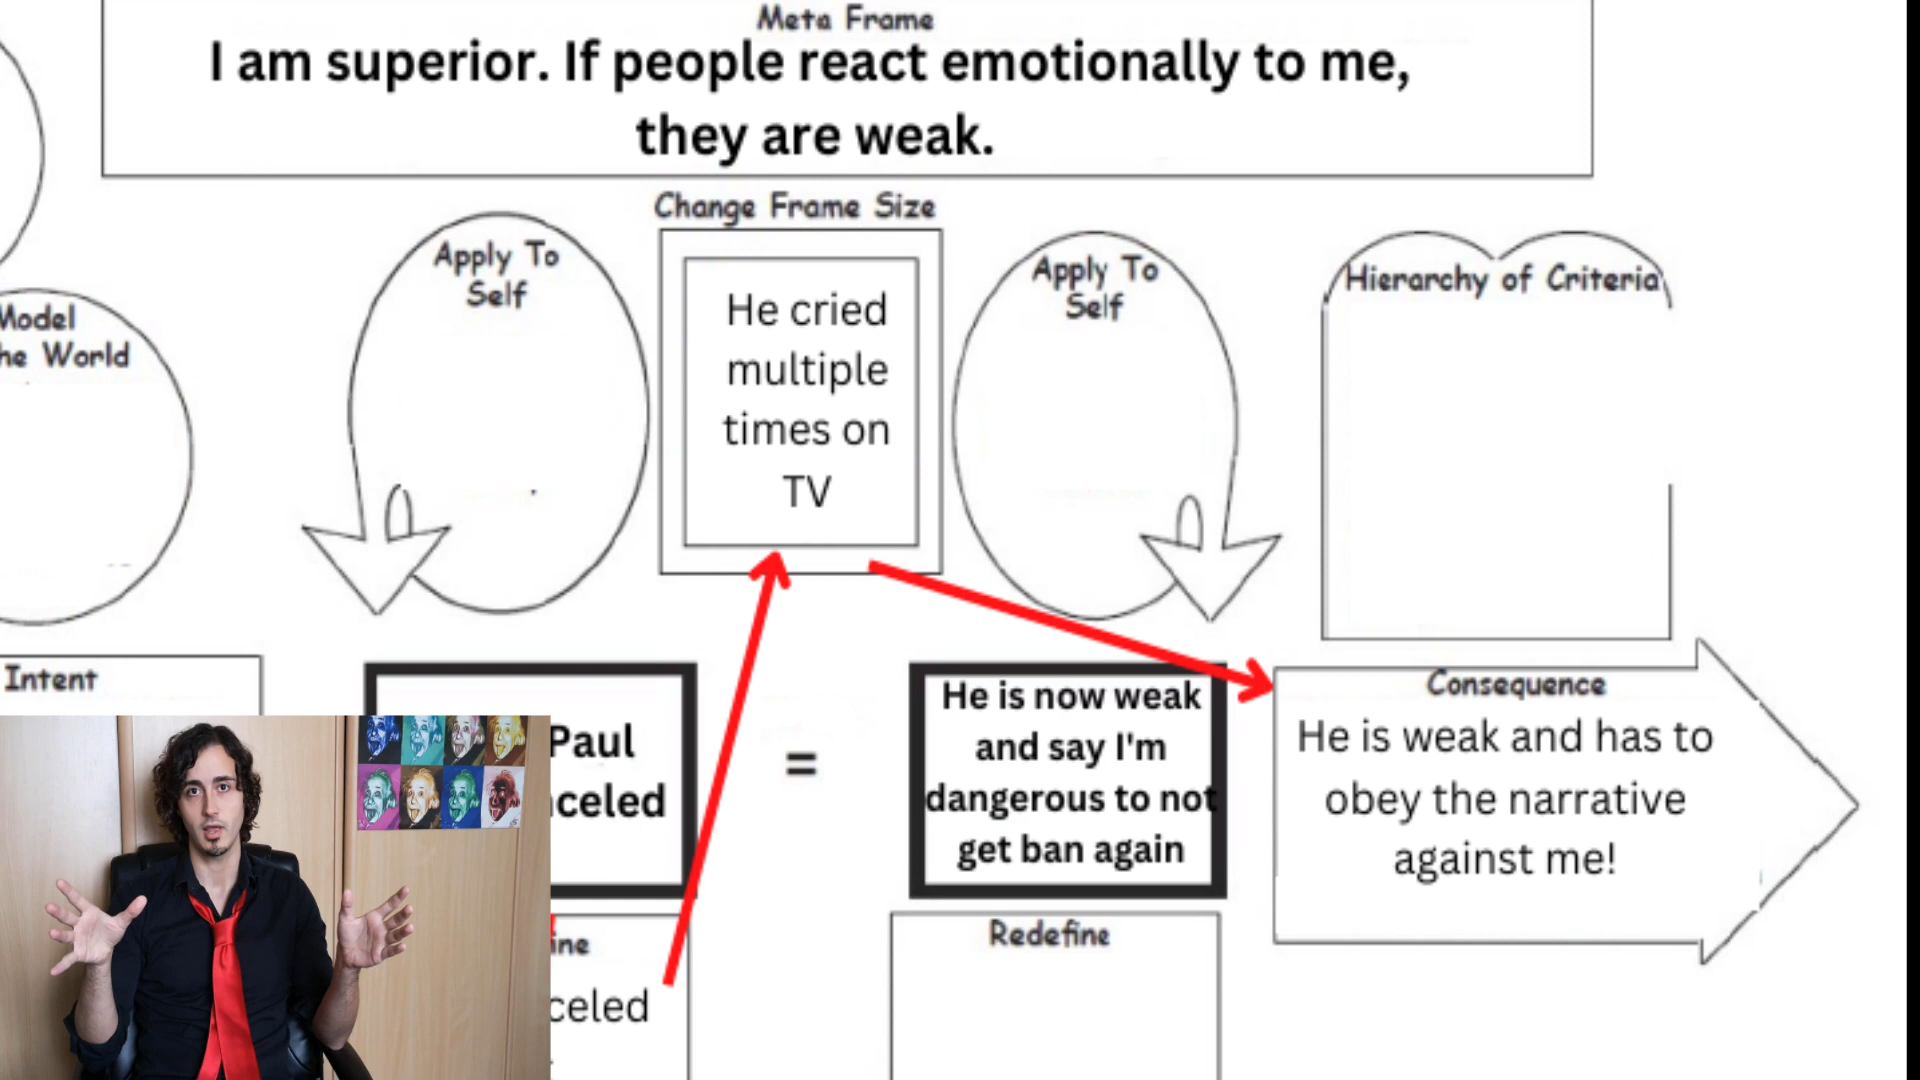 Meta Frame
I am superior. If people react emotionally to me,
they are weak.
Change Frame Size
He cried
multiple
times on
TV
Apply To
Self
Apply To
Self
Hierarchy of Criteria
Model
he World
Intent
Paul
celed
=
He is now weak
and say I'm
dangerous to not
get ban again
Consequence
He is weak and has to
obey the narrative
against me!
ine
celed
Redefine